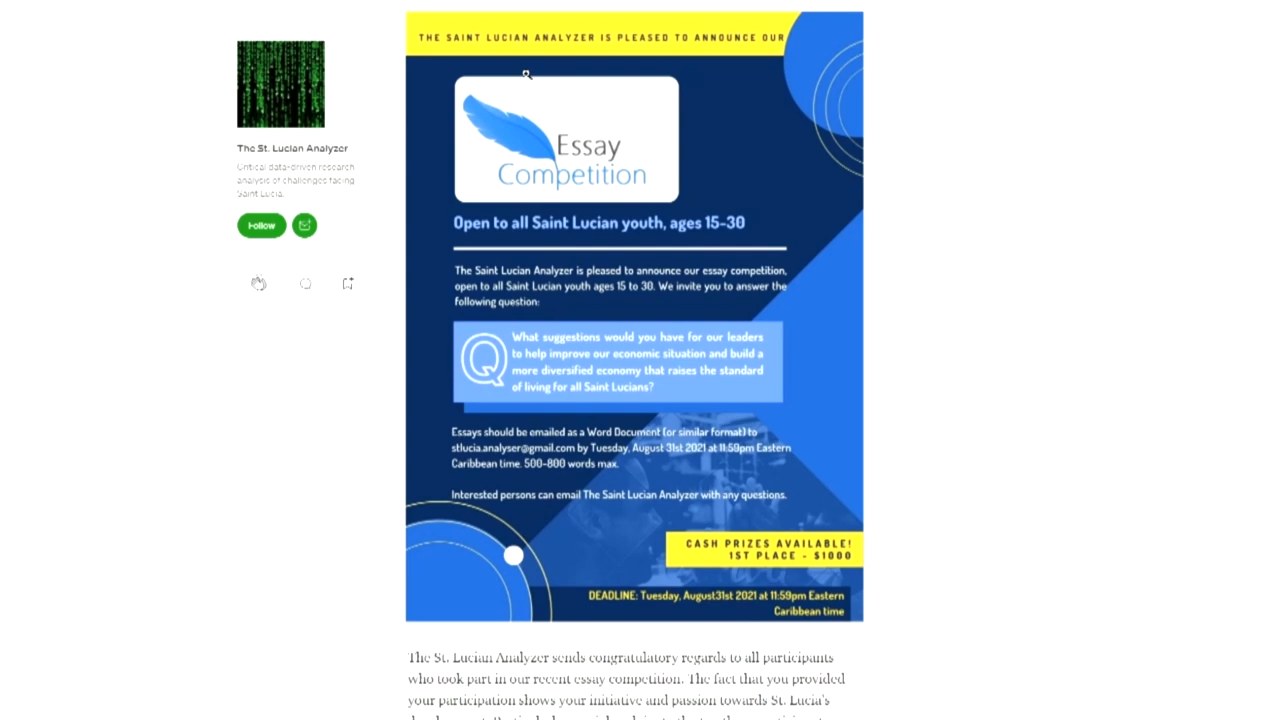 THE SAINT LUCIAN ANALYZER IS PLEASED TO ANNOUNCE OUR
Essay
Competition
The St. Lucian Analyzer
Critical data-driven research
analysis of challenges facing
Saint Lucia.
Follow
Open to all Saint Lucian youth, ages 15-30
The Saint Lucian Analyzer is pleased to announce our essay competition,
open to all Saint Lucian youth ages 15 to 30. We invite you to answer the
following question:
Q
What suggestions would you have for our leaders
to help improve our economic situation and build a
more diversified economy that raises the standard
of living for all Saint Lucians?
Essays should be emailed as a Word Document (or similar format) to
stlucia.analyser@gmail.com by Tuesday, August 31st 2021 at 11:59pm Eastern
Caribbean time. 500-800 words max.
Interested persons can email The Saint Lucian Analyzer with any questions.
CASH PRIZES AVAILABLE!
1ST PLACE - $1000
DEADLINE: Tuesday, August31st 2021 at 11:59pm Eastern
Caribbean time
The St. Lucian Analyzer sends congratulatory regards to all participants
who took part in our recent essay competition. The fact that you provided
your participation shows your initiative and passion towards St. Lucia's